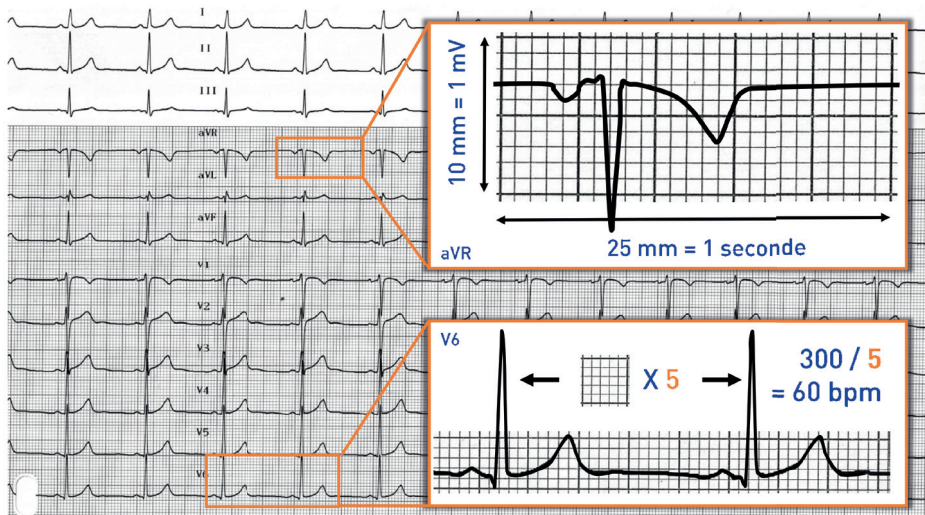 I
II
III
aVR
aVL
aVF
V1
V2
V3
V4
V5
V6
10 mm = 1 mV
25 mm = 1 seconde
aVR
V6
X 5
300 / 5
= 60 bpm